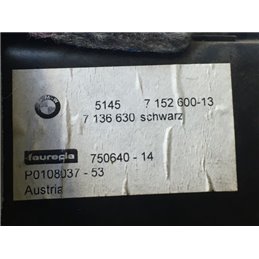 5145 7 152 600-13
7 136 630 schwarz
faurecia 750640 - 14
P0108037 - 53
Austria